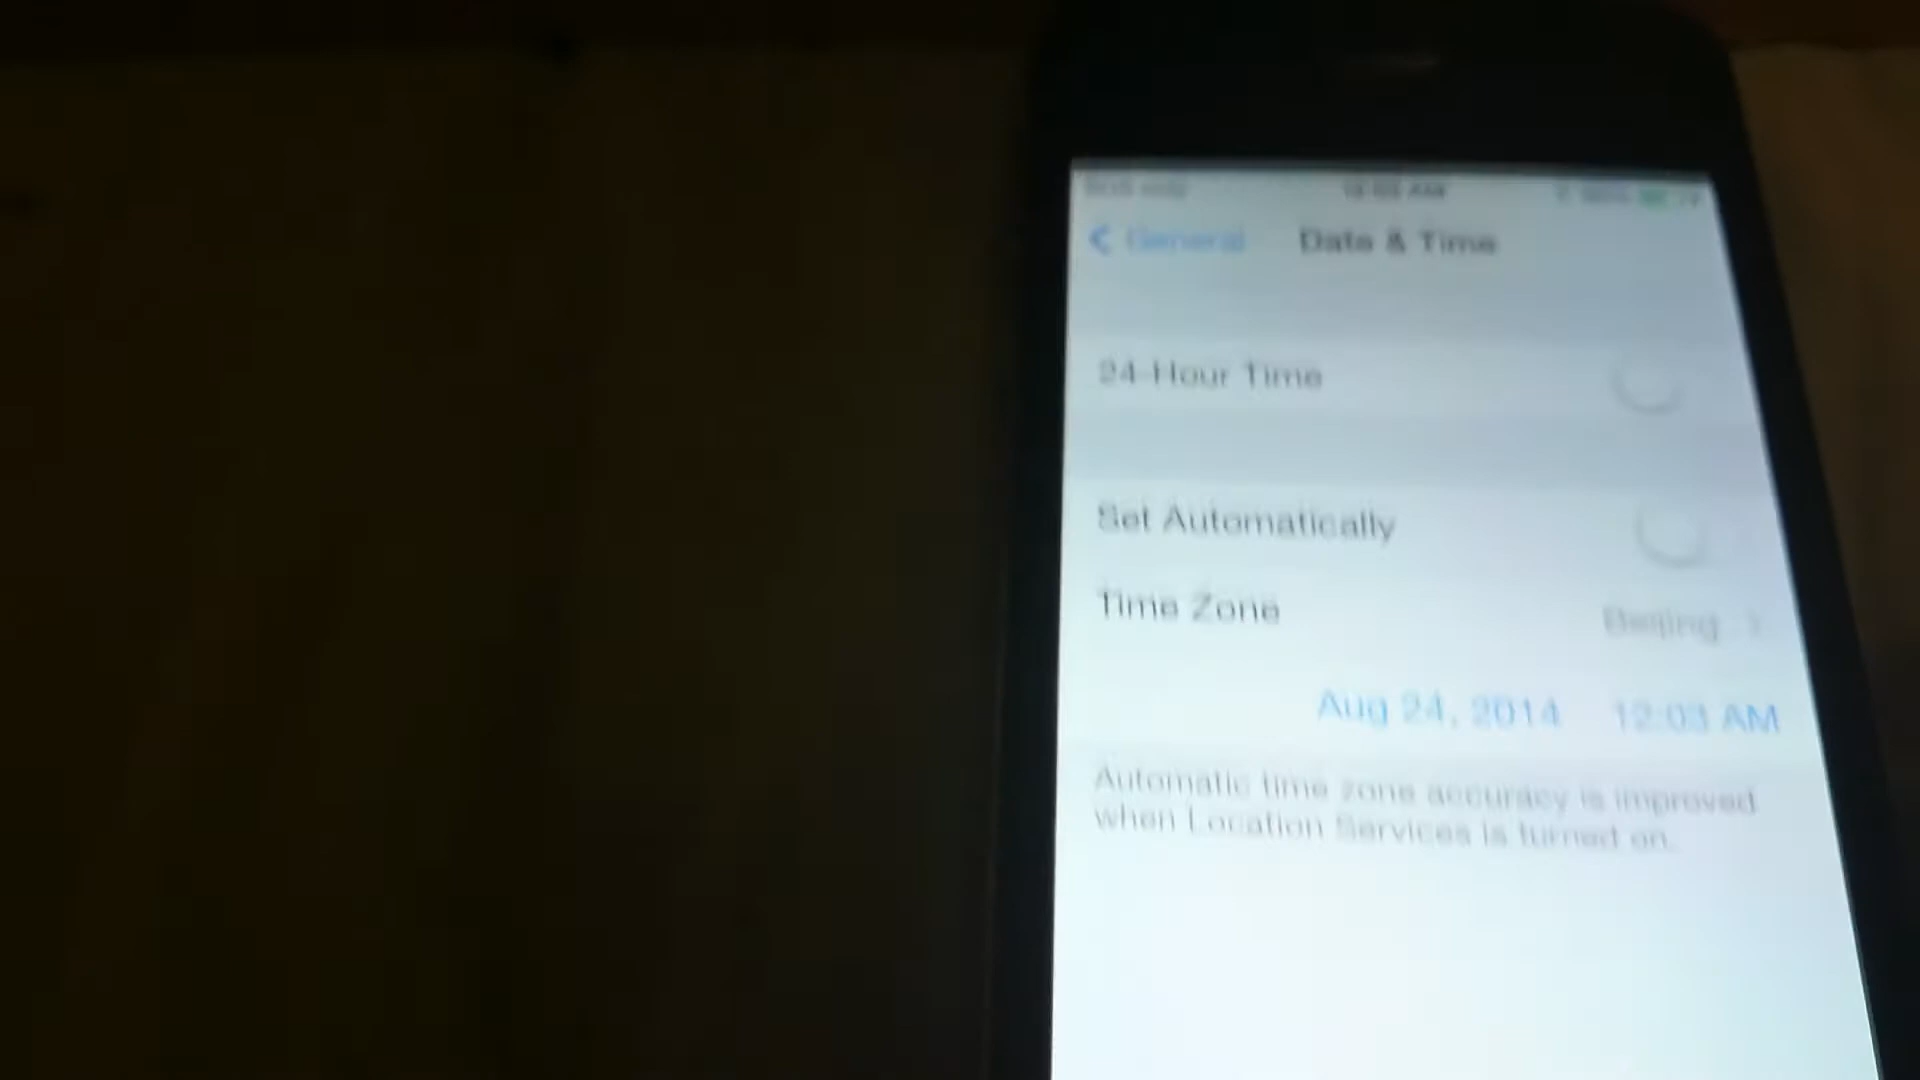 General Date & Time
24-Hour Time
Set Automatically
Time Zone Beijing
Aug 24, 2014 12:03 AM
Automatic time zone accuracy is improved
when Location Services is turned on.